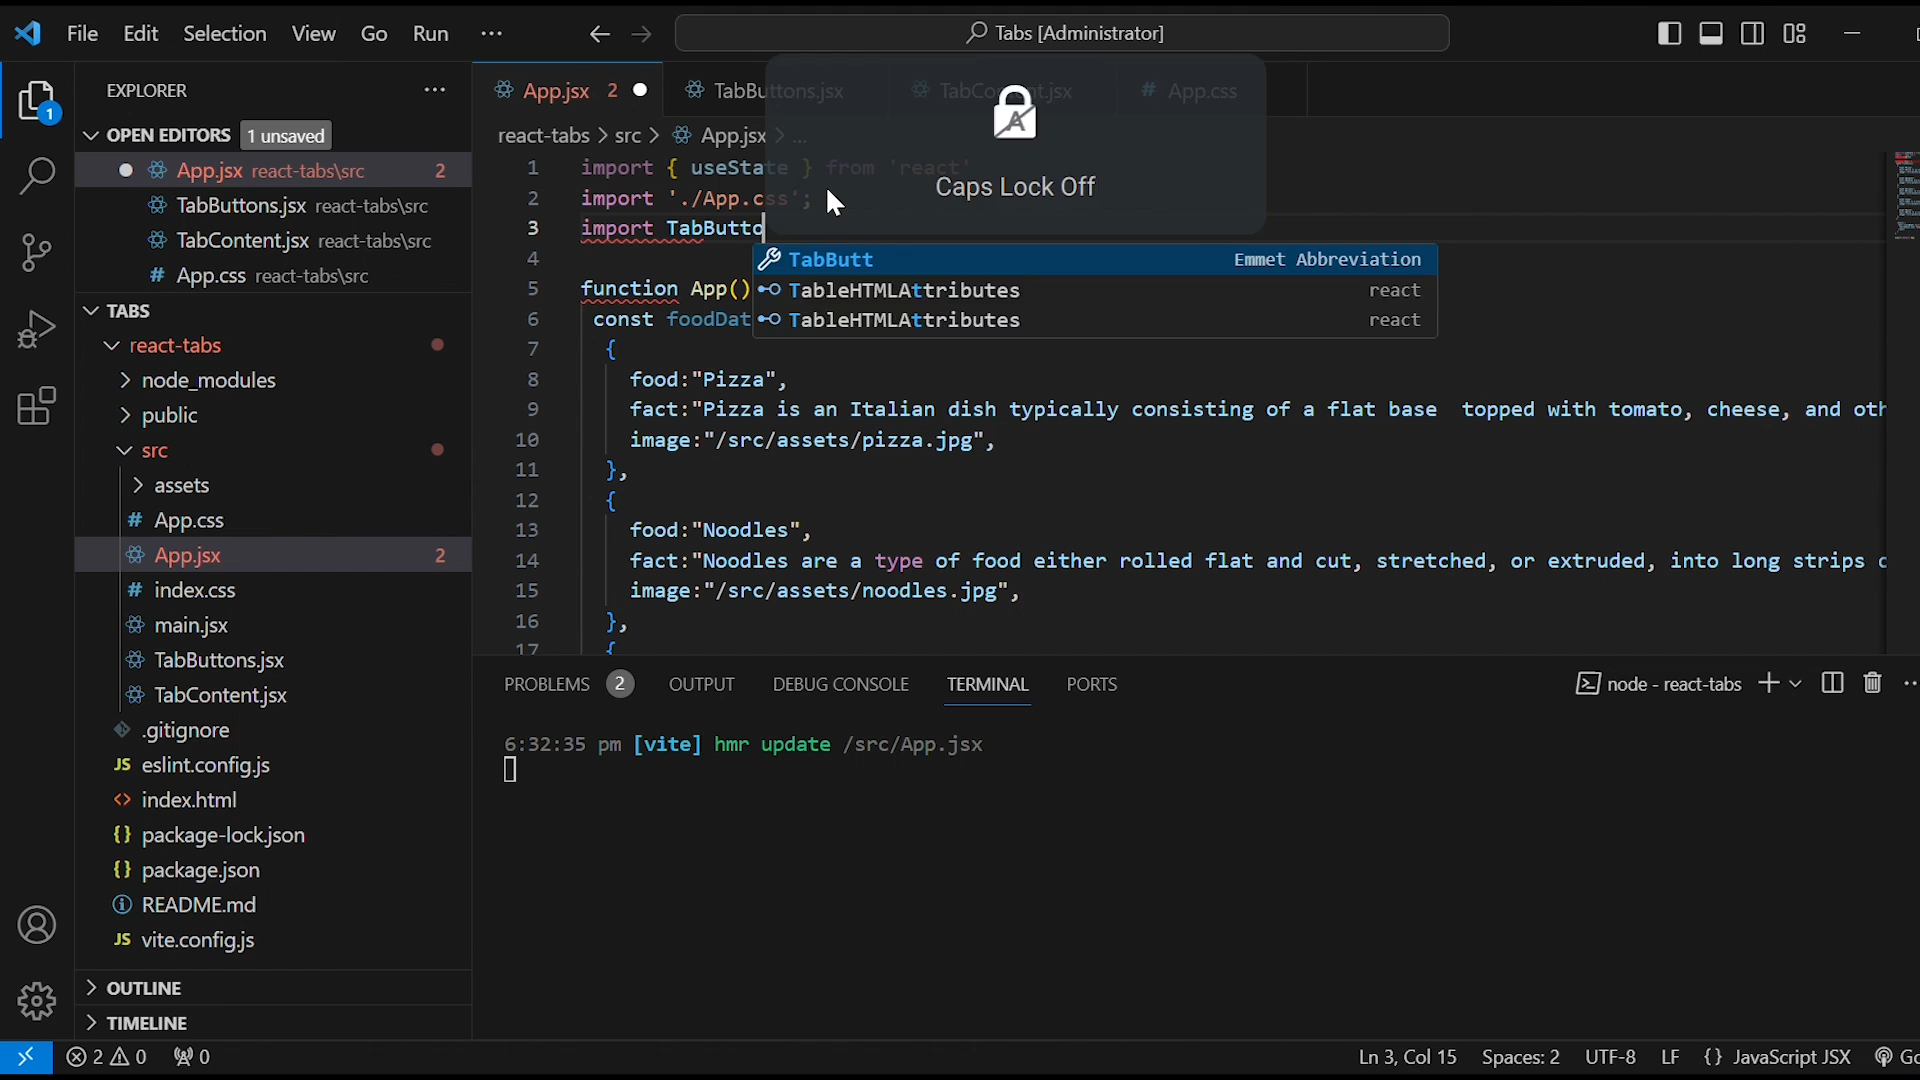 File Edit Selection View Go Run ...
Tabs [Administrator]
EXPLORER ...
App.jsx 2
TabButtons.jsx
TabContent.jsx
# App.css
OPEN EDITORS 1 unsaved
App.jsx react-tabs\src 2
TabButtons.jsx react-tabs\src
TabContent.jsx react-tabs\src
# App.css react-tabs\src
TABS
react-tabs
node_modules
public
src
assets
# App.css
App.jsx 2
# index.css
main.jsx
TabButtons.jsx
TabContent.jsx
.gitignore
JS eslint.config.js
<> index.html
{} package-lock.json
{} package.json
README.md
JS vite.config.js
OUTLINE
TIMELINE
1
react-tabs > src > App.jsx > ...
Caps Lock Off
1 import { useState } from 'react'
2 import './App.css';
3 import TabButto
4
5 function App()
6 const foodDat
7 {
8 food:"Pizza",
9 fact:"Pizza is an Italian dish typically consisting of a flat base topped with tomato, cheese, and oth
10 image:"/src/assets/pizza.jpg",
11 },
12 {
13 food:"Noodles",
14 fact:"Noodles are a type of food either rolled flat and cut, stretched, or extruded, into long strips
15 image:"/src/assets/noodles.jpg",
16 },
17 {
TabButt Emmet Abbreviation
TableHTMLAttributes react
TableHTMLAttributes react
PROBLEMS 2 OUTPUT DEBUG CONSOLE TERMINAL PORTS
node - react-tabs
6:32:35 pm [vite] hmr update /src/App.jsx
2 0 0
Ln 3, Col 15 Spaces: 2 UTF-8 LF {} JavaScript JSX Go